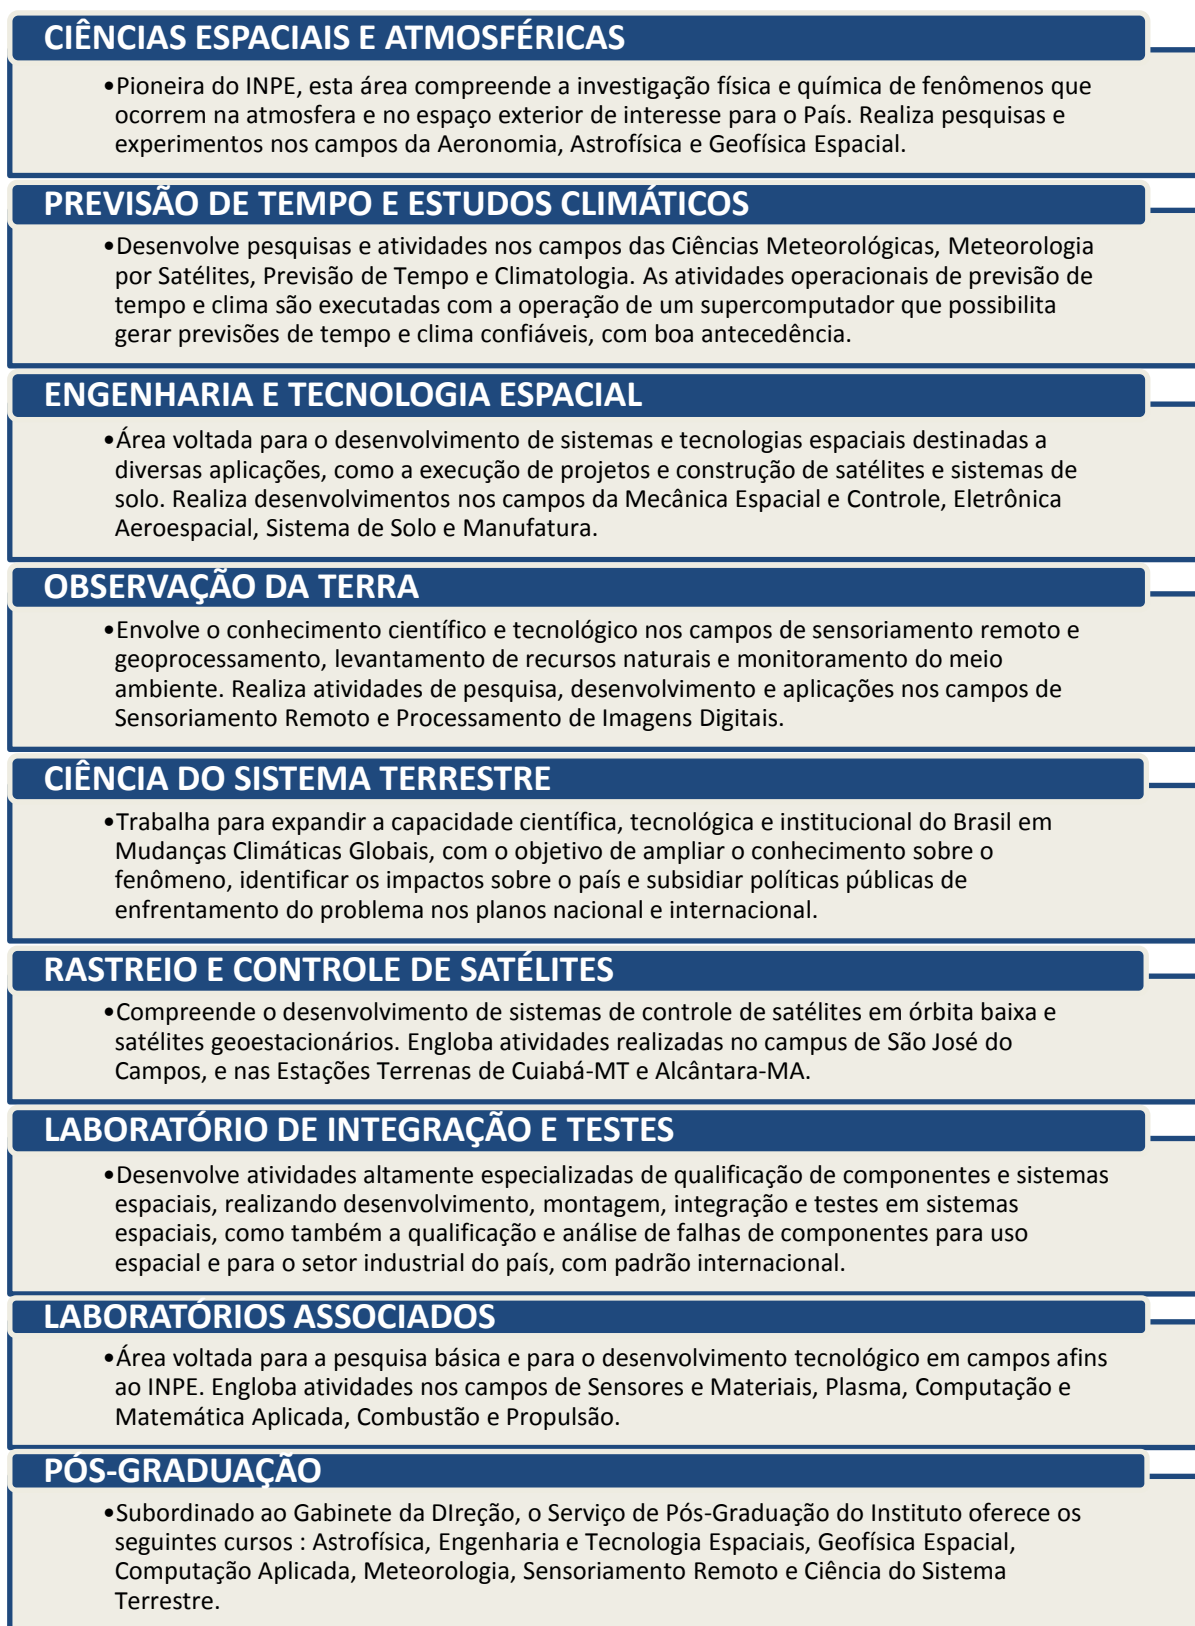 CIÊNCIAS ESPACIAIS E ATMOSFÉRICAS
•Pioneira do INPE, esta área compreende a investigação física e química de fenômenos que
ocorrem na atmosfera e no espaço exterior de interesse para o País. Realiza pesquisas e
experimentos nos campos da Aeronomia, Astrofísica e Geofísica Espacial.
PREVISÃO DE TEMPO E ESTUDOS CLIMÁTICOS
•Desenvolve pesquisas e atividades nos campos das Ciências Meteorológicas, Meteorologia
por Satélites, Previsão de Tempo e Climatologia. As atividades operacionais de previsão de
tempo e clima são executadas com a operação de um supercomputador que possibilita
gerar previsões de tempo e clima confiáveis, com boa antecedência.
ENGENHARIA E TECNOLOGIA ESPACIAL
•Área voltada para o desenvolvimento de sistemas e tecnologias espaciais destinadas a
diversas aplicações, como a execução de projetos e construção de satélites e sistemas de
solo. Realiza desenvolvimentos nos campos da Mecânica Espacial e Controle, Eletrônica
Aeroespacial, Sistema de Solo e Manufatura.
OBSERVAÇÃO DA TERRA
•Envolve o conhecimento científico e tecnológico nos campos de sensoriamento remoto e
geoprocessamento, levantamento de recursos naturais e monitoramento do meio
ambiente. Realiza atividades de pesquisa, desenvolvimento e aplicações nos campos de
Sensoriamento Remoto e Processamento de Imagens Digitais.
CIÊNCIA DO SISTEMA TERRESTRE
•Trabalha para expandir a capacidade científica, tecnológica e institucional do Brasil em
Mudanças Climáticas Globais, com o objetivo de ampliar o conhecimento sobre o
fenômeno, identificar os impactos sobre o país e subsidiar políticas públicas de
enfrentamento do problema nos planos nacional e internacional.
RASTREIO E CONTROLE DE SATÉLITES
•Compreende o desenvolvimento de sistemas de controle de satélites em órbita baixa e
satélites geoestacionários. Engloba atividades realizadas no campus de São José do
Campos, e nas Estações Terrenas de Cuiabá-MT e Alcântara-MA.
LABORATÓRIO DE INTEGRAÇÃO E TESTES
•Desenvolve atividades altamente especializadas de qualificação de componentes e sistemas
espaciais, realizando desenvolvimento, montagem, integração e testes em sistemas
espaciais, como também a qualificação e análise de falhas de componentes para uso
espacial e para o setor industrial do país, com padrão internacional.
LABORATÓRIOS ASSOCIADOS
•Área voltada para a pesquisa básica e para o desenvolvimento tecnológico em campos afins
ao INPE. Engloba atividades nos campos de Sensores e Materiais, Plasma, Computação e
Matemática Aplicada, Combustão e Propulsão.
PÓS-GRADUAÇÃO
•Subordinado ao Gabinete da DIreção, o Serviço de Pós-Graduação do Instituto oferece os
seguintes cursos : Astrofísica, Engenharia e Tecnologia Espaciais, Geofísica Espacial,
Computação Aplicada, Meteorologia, Sensoriamento Remoto e Ciência do Sistema
Terrestre.